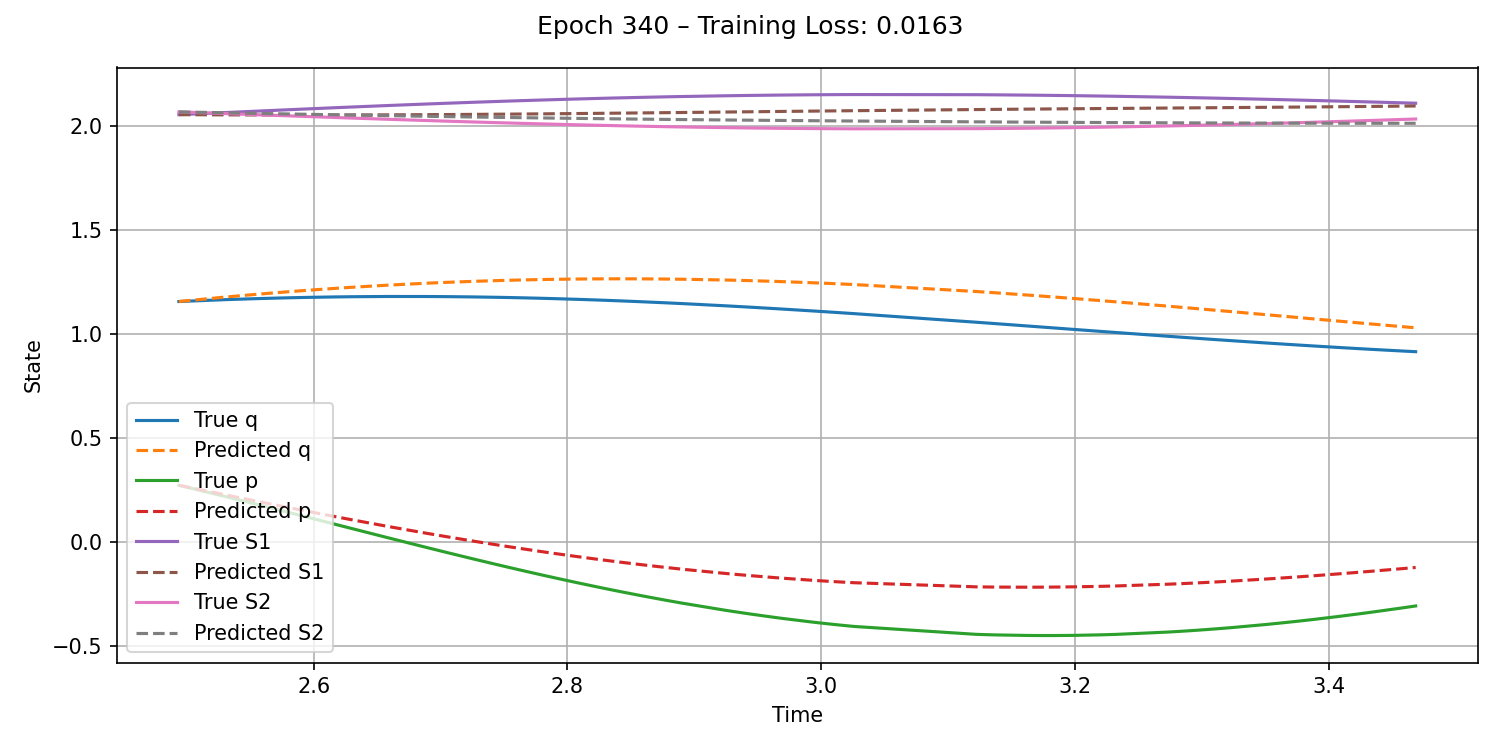 Epoch 340 – Training Loss: 0.0163
2.0
1.5
1.0
0.5
0.0
−0.5
State
True q
Predicted q
True p
Predicted p
True S1
Predicted S1
True S2
Predicted S2
2.6 2.8 3.0 3.2 3.4
Time